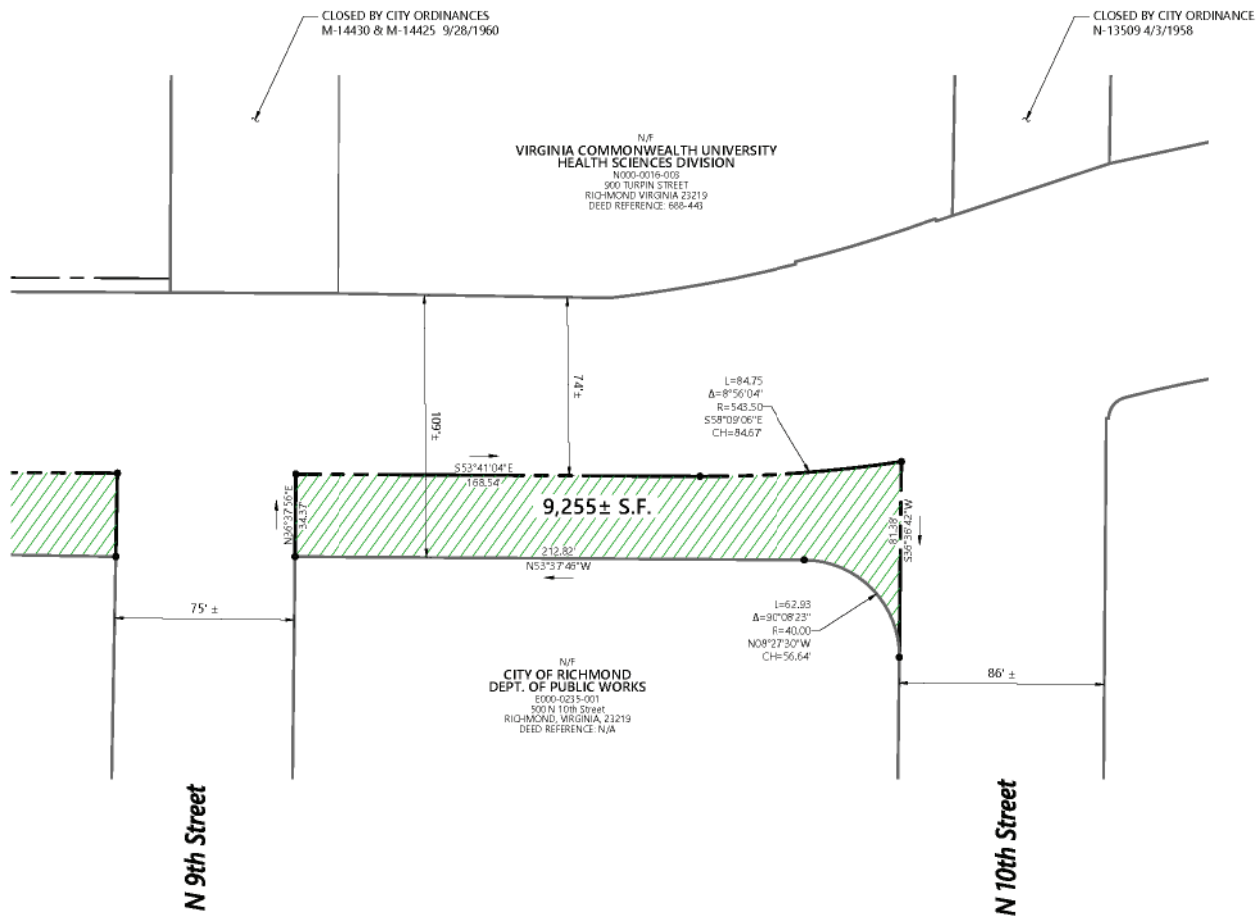 CLOSED BY CITY ORDINANCES
M-14430 & M-14425 9/28/1960
CLOSED BY CITY ORDINANCE
N-13509 4/3/1958
N/F
VIRGINIA COMMONWEALTH UNIVERSITY
HEALTH SCIENCES DIVISION
N000-0016-003
900 TURPIN STREET
RICHMOND VIRGINIA 23219
DEED REFERENCE: 688-443
74'±
109'±
L=84.75
Δ=8°56'04"
R=543.50
S58°09'06"E
CH=84.67'
S53°41'04"E
168.54'
N36°37'56"E
34.37'
9,255± S.F.
81.38'
S36°36'42"W
212.82'
N53°37'46"W
75' ±
L=62.93
Δ=90°08'23"
R=40.00
N08°27'30"W
CH=56.64'
N/F
CITY OF RICHMOND
DEPT. OF PUBLIC WORKS
E000-0235-001
500 N 10th Street
RICHMOND, VIRGINIA, 23219
DEED REFERENCE: N/A
86' ±
N 9th Street
N 10th Street